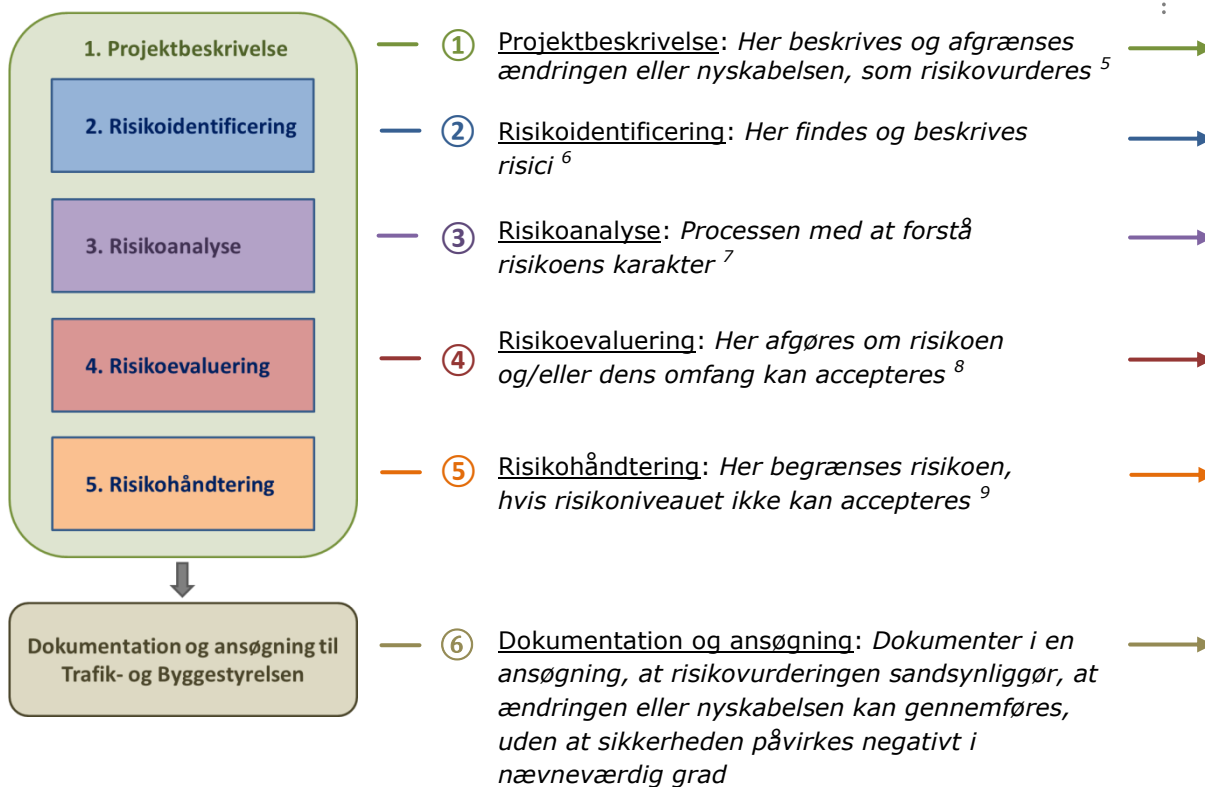 :
1. Projektbeskrivelse
① Projektbeskrivelse: Her beskrives og afgrænses
ændringen eller nyskabelsen, som risikovurderes ⁵
2. Risikoidentificering
② Risikoidentificering: Her findes og beskrives
risici ⁶
3. Risikoanalyse
③ Risikoanalyse: Processen med at forstå
risikoens karakter ⁷
4. Risikoevaluering
④ Risikoevaluering: Her afgøres om risikoen
og/eller dens omfang kan accepteres ⁸
5. Risikohåndtering
⑤ Risikohåndtering: Her begrænses risikoen,
hvis risikoniveauet ikke kan accepteres ⁹
Dokumentation og ansøgning til
Trafik- og Byggestyrelsen
⑥ Dokumentation og ansøgning: Dokumenter i en
ansøgning, at risikovurderingen sandsynliggør, at
ændringen eller nyskabelsen kan gennemføres,
uden at sikkerheden påvirkes negativt i
nævneværdig grad